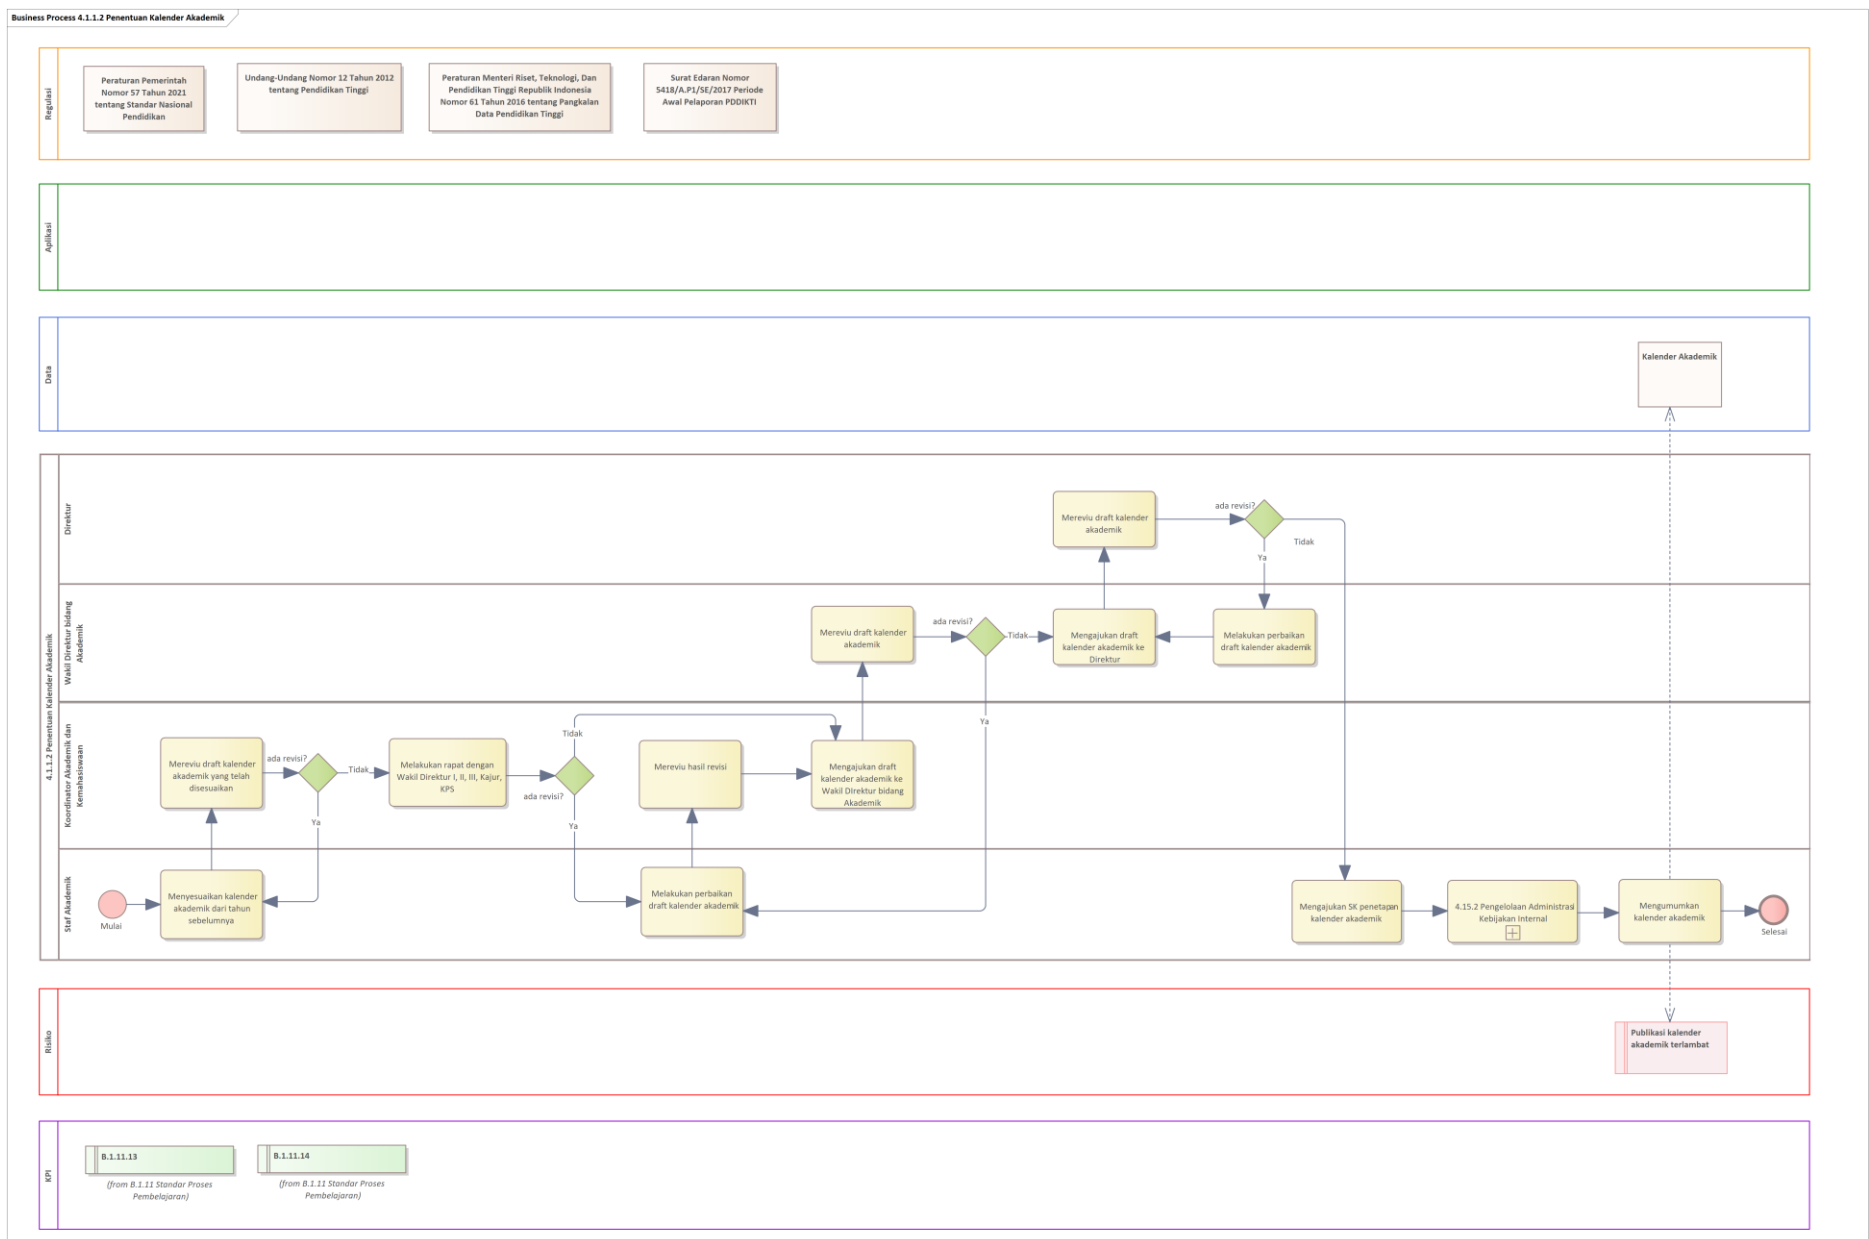 Business Process 4.1.1.2 Penentuan Kalender Akademik
Regulasi
Peraturan Pemerintah
Nomor 57 Tahun 2021
tentang Standar Nasional
Pendidikan
Undang-Undang Nomor 12 Tahun 2012
tentang Pendidikan Tinggi
Peraturan Menteri Riset, Teknologi, Dan
Pendidikan Tinggi Republik Indonesia
Nomor 61 Tahun 2016 tentang Pangkalan
Data Pendidikan Tinggi
Surat Edaran Nomor
5418/A.P1/SE/2017 Periode
Awal Pelaporan PDDIKTI
Aplikasi
Data
Kalender Akademik
4.1.1.2 Penentuan Kalender Akademik
Direktur
Mereviu draft kalender
akademik
ada revisi?
Tidak
Ya
Wakil Direktur bidang
Akademik
Mereviu draft kalender
akademik
ada revisi?
Tidak
Mengajukan draft
kalender akademik ke
Direktur
Melakukan perbaikan
draft kalender akademik
Ya
Koordinator Akademik dan
Kemahasiswaan
Mereviu draft kalender
akademik yang telah
disesuaikan
ada revisi?
Tidak
Ya
Melakukan rapat dengan
Wakil Direktur I, II, III, Kajur,
KPS
Tidak
ada revisi?
Ya
Mereviu hasil revisi
Mengajukan draft
kalender akademik ke
Wakil Direktur bidang
Akademik
Staf Akademik
Mulai
Menyesuaikan kalender
akademik dari tahun
sebelumnya
Melakukan perbaikan
draft kalender akademik
Mengajukan SK penetapan
kalender akademik
4.15.2 Pengelolaan Administrasi
Kebijakan Internal
Mengumumkan
kalender akademik
Selesai
Risiko
Publikasi kalender
akademik terlambat
KPI
B.1.11.13
(from B.1.11 Standar Proses
Pembelajaran)
B.1.11.14
(from B.1.11 Standar Proses
Pembelajaran)